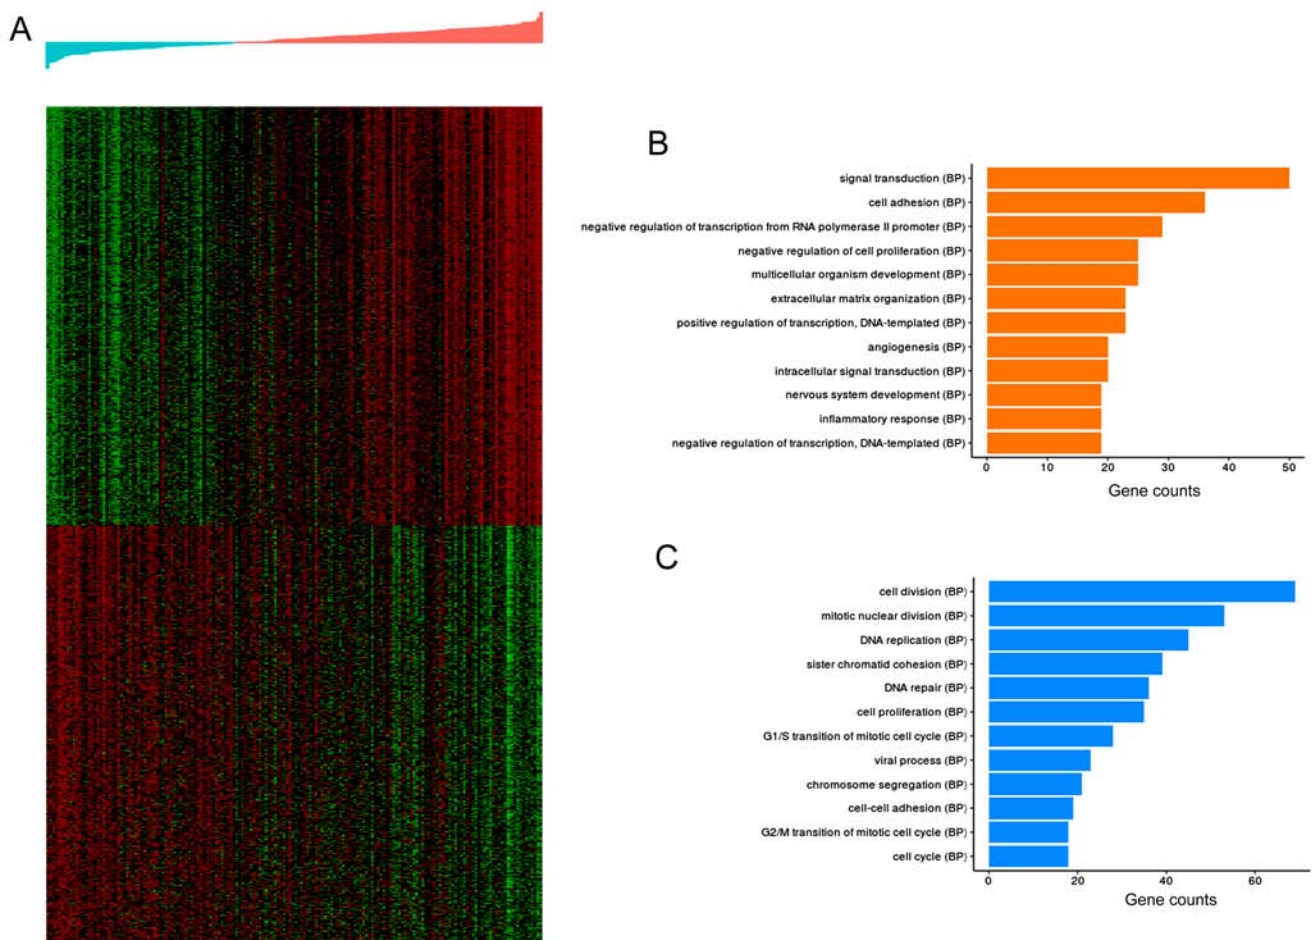 A
B
signal transduction (BP)
cell adhesion (BP)
negative regulation of transcription from RNA polymerase II promoter (BP)
negative regulation of cell proliferation (BP)
multicellular organism development (BP)
extracellular matrix organization (BP)
positive regulation of transcription, DNA-templated (BP)
angiogenesis (BP)
intracellular signal transduction (BP)
nervous system development (BP)
inflammatory response (BP)
negative regulation of transcription, DNA-templated (BP)
0 10 20 30 40 50
Gene counts
C
cell division (BP)
mitotic nuclear division (BP)
DNA replication (BP)
sister chromatid cohesion (BP)
DNA repair (BP)
cell proliferation (BP)
G1/S transition of mitotic cell cycle (BP)
viral process (BP)
chromosome segregation (BP)
cell-cell adhesion (BP)
G2/M transition of mitotic cell cycle (BP)
cell cycle (BP)
0 20 40 60
Gene counts